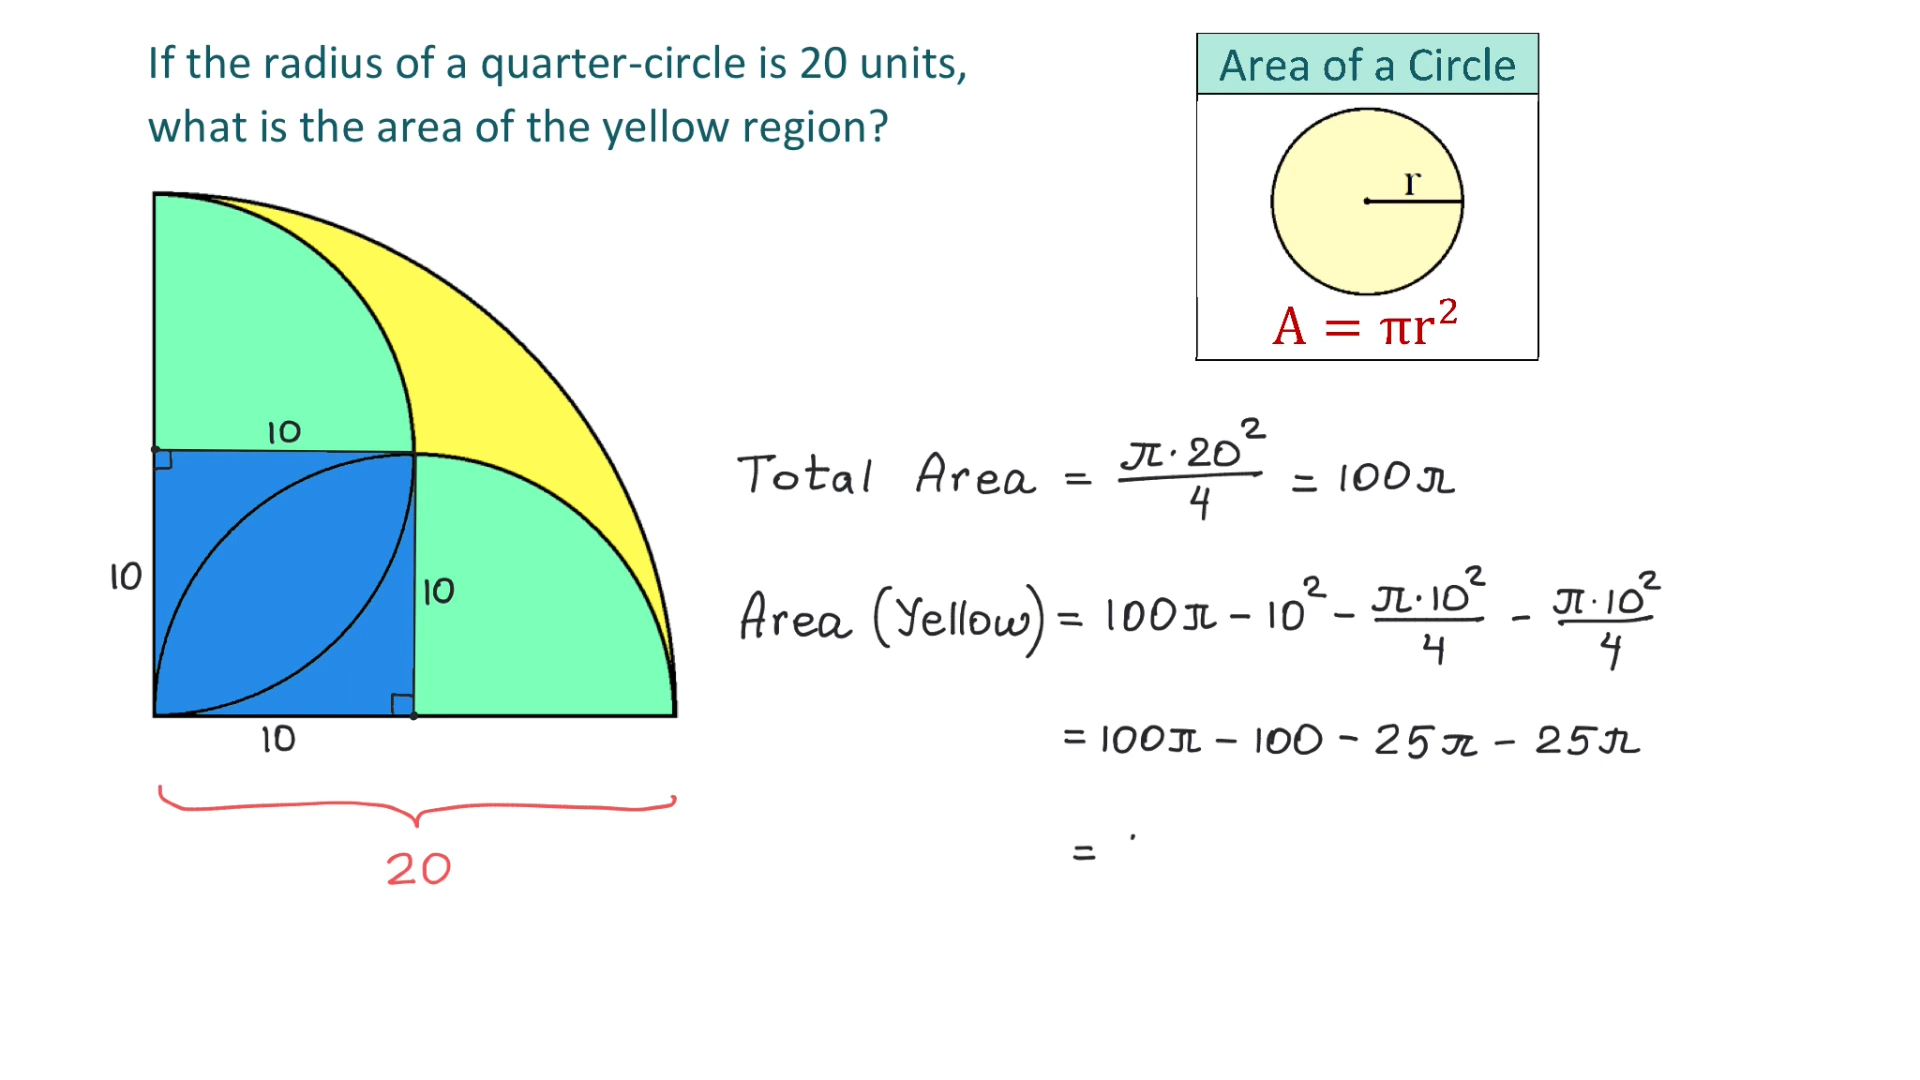 If the radius of a quarter-circle is 20 units,
what is the area of the yellow region?
Area of a Circle
r
A = πr²
10
10
10
10
20
Total Area = π·20²/4 = 100π
Area (Yellow) = 100π - 10² - π·10²/4 - π·10²/4
= 100π - 100 - 25π - 25π
=